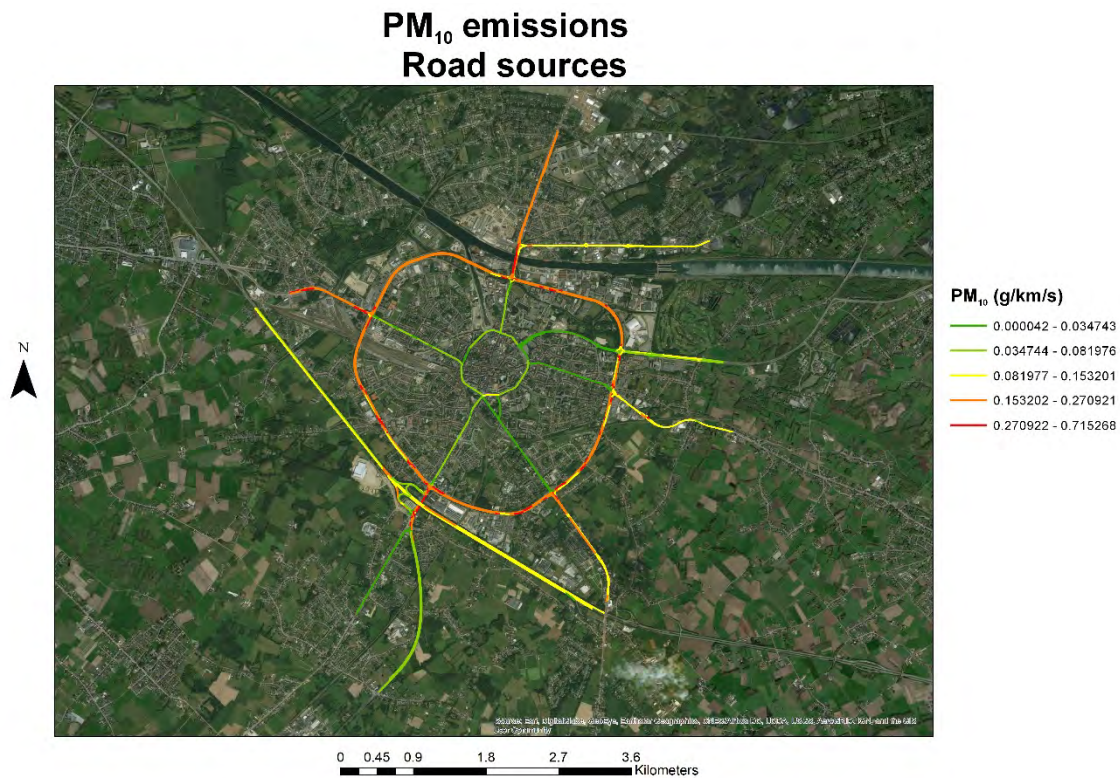 PM₁₀ emissions
Road sources
N
PM₁₀ (g/km/s)
0.000042 - 0.034743
0.034744 - 0.081976
0.081977 - 0.153201
0.153202 - 0.270921
0.270922 - 0.715268
User Community
0 0.45 0.9 1.8 2.7 3.6
Kilometers